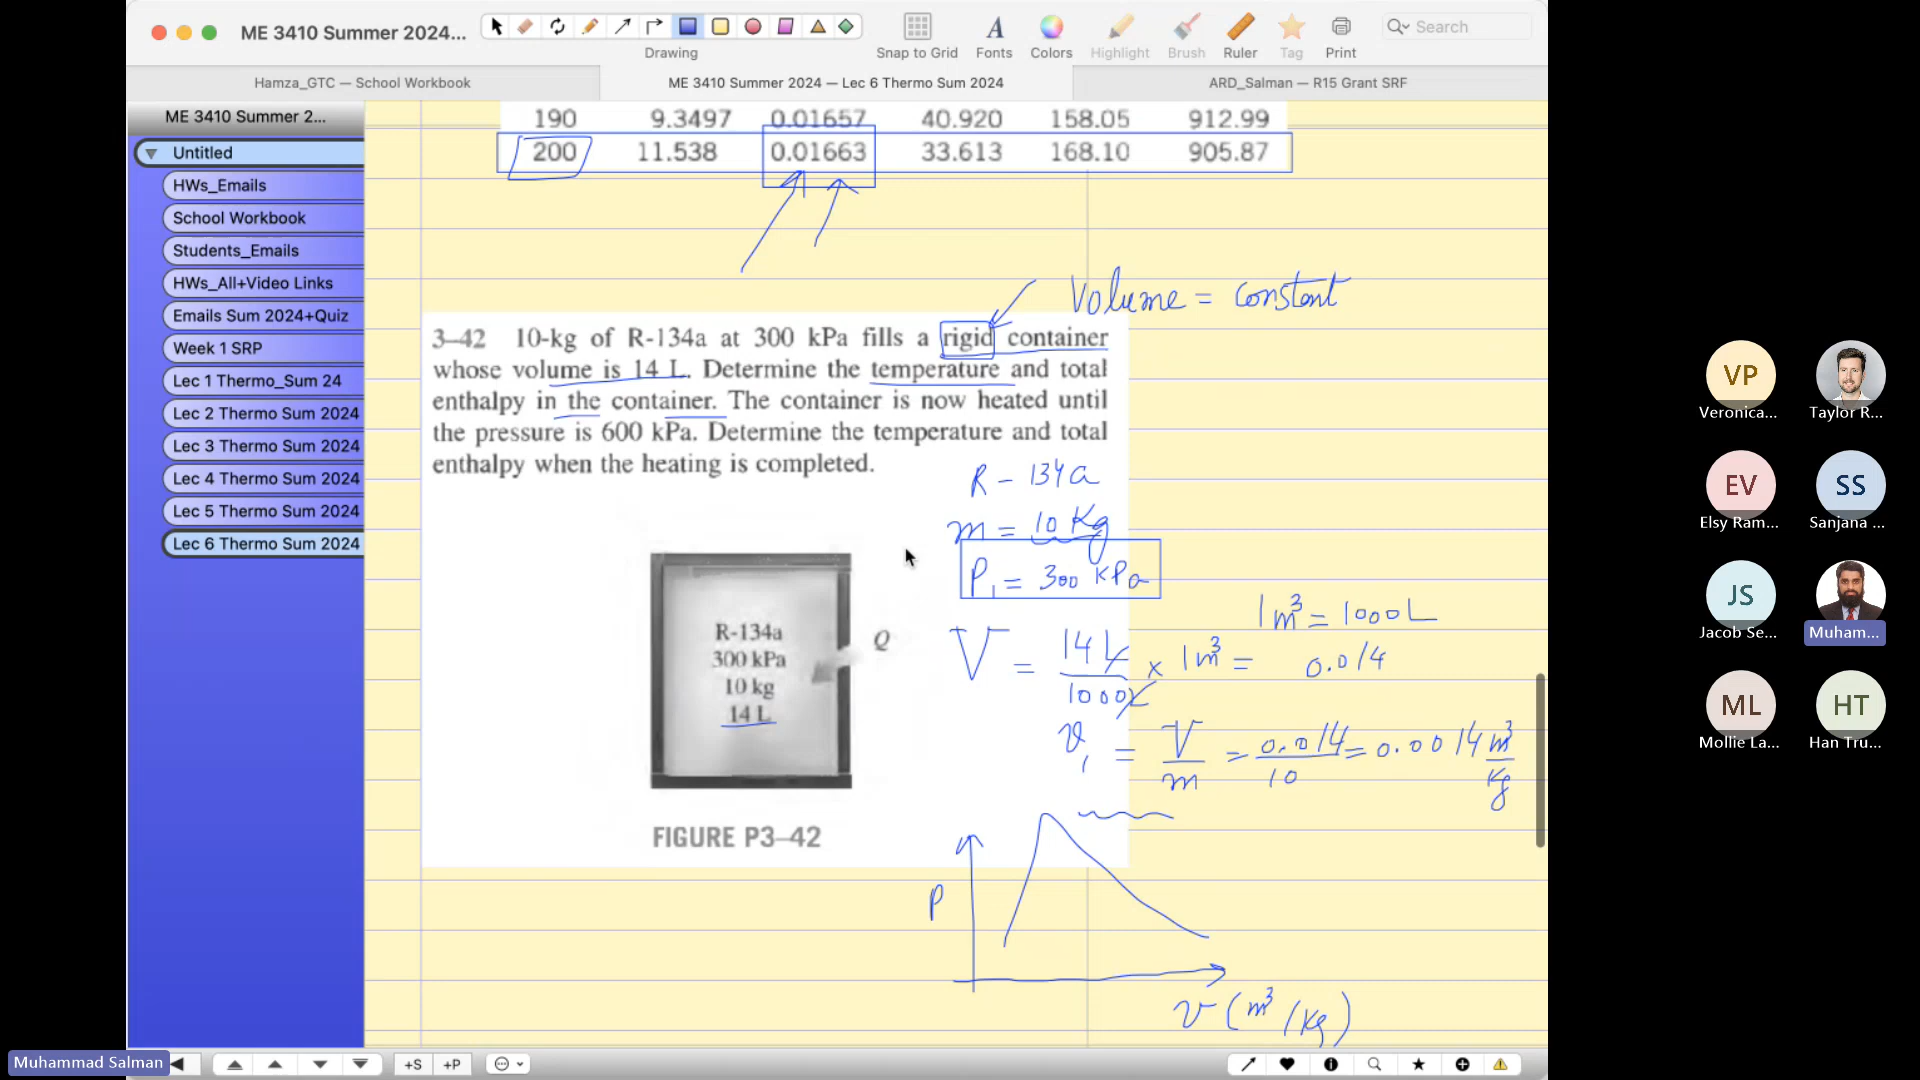 ME 3410 Summer 2024...
Drawing
Snap to Grid
Fonts
Colors
Highlight
Brush
Ruler
Tag
Print
Search
Hamza_GTC — School Workbook
ME 3410 Summer 2024 — Lec 6 Thermo Sum 2024
ARD_Salman — R15 Grant SRF
ME 3410 Summer 2...
Untitled
HWs_Emails
School Workbook
Students_Emails
HWs_All+Video Links
Emails Sum 2024+Quiz
Week 1 SRP
Lec 1 Thermo_Sum 24
Lec 2 Thermo Sum 2024
Lec 3 Thermo Sum 2024
Lec 4 Thermo Sum 2024
Lec 5 Thermo Sum 2024
Lec 6 Thermo Sum 2024
190 9.3497 0.01657 40.920 158.05 912.99
200 11.538 0.01663 33.613 168.10 905.87
Volume = constant
3–42 10-kg of R-134a at 300 kPa fills a rigid container
whose volume is 14 L. Determine the temperature and total
enthalpy in the container. The container is now heated until
the pressure is 600 kPa. Determine the temperature and total
enthalpy when the heating is completed.
R-134a
300 kPa
10 kg
14 L
Q
FIGURE P3–42
R - 134a
m = 10 Kg
P1 = 300 KPa
1 m³ = 1000L
V = 14 L / 1000L × 1 m³ = 0.014
v1 = V / m = 0.014 / 10 = 0.0014 m³ / Kg
P
v (m³/Kg)
VP
Veronica...
Taylor R...
EV
Elsy Ram...
SS
Sanjana ...
JS
Jacob Se...
Muham...
ML
Mollie La...
HT
Han Tru...
Muhammad Salman
+S
+P